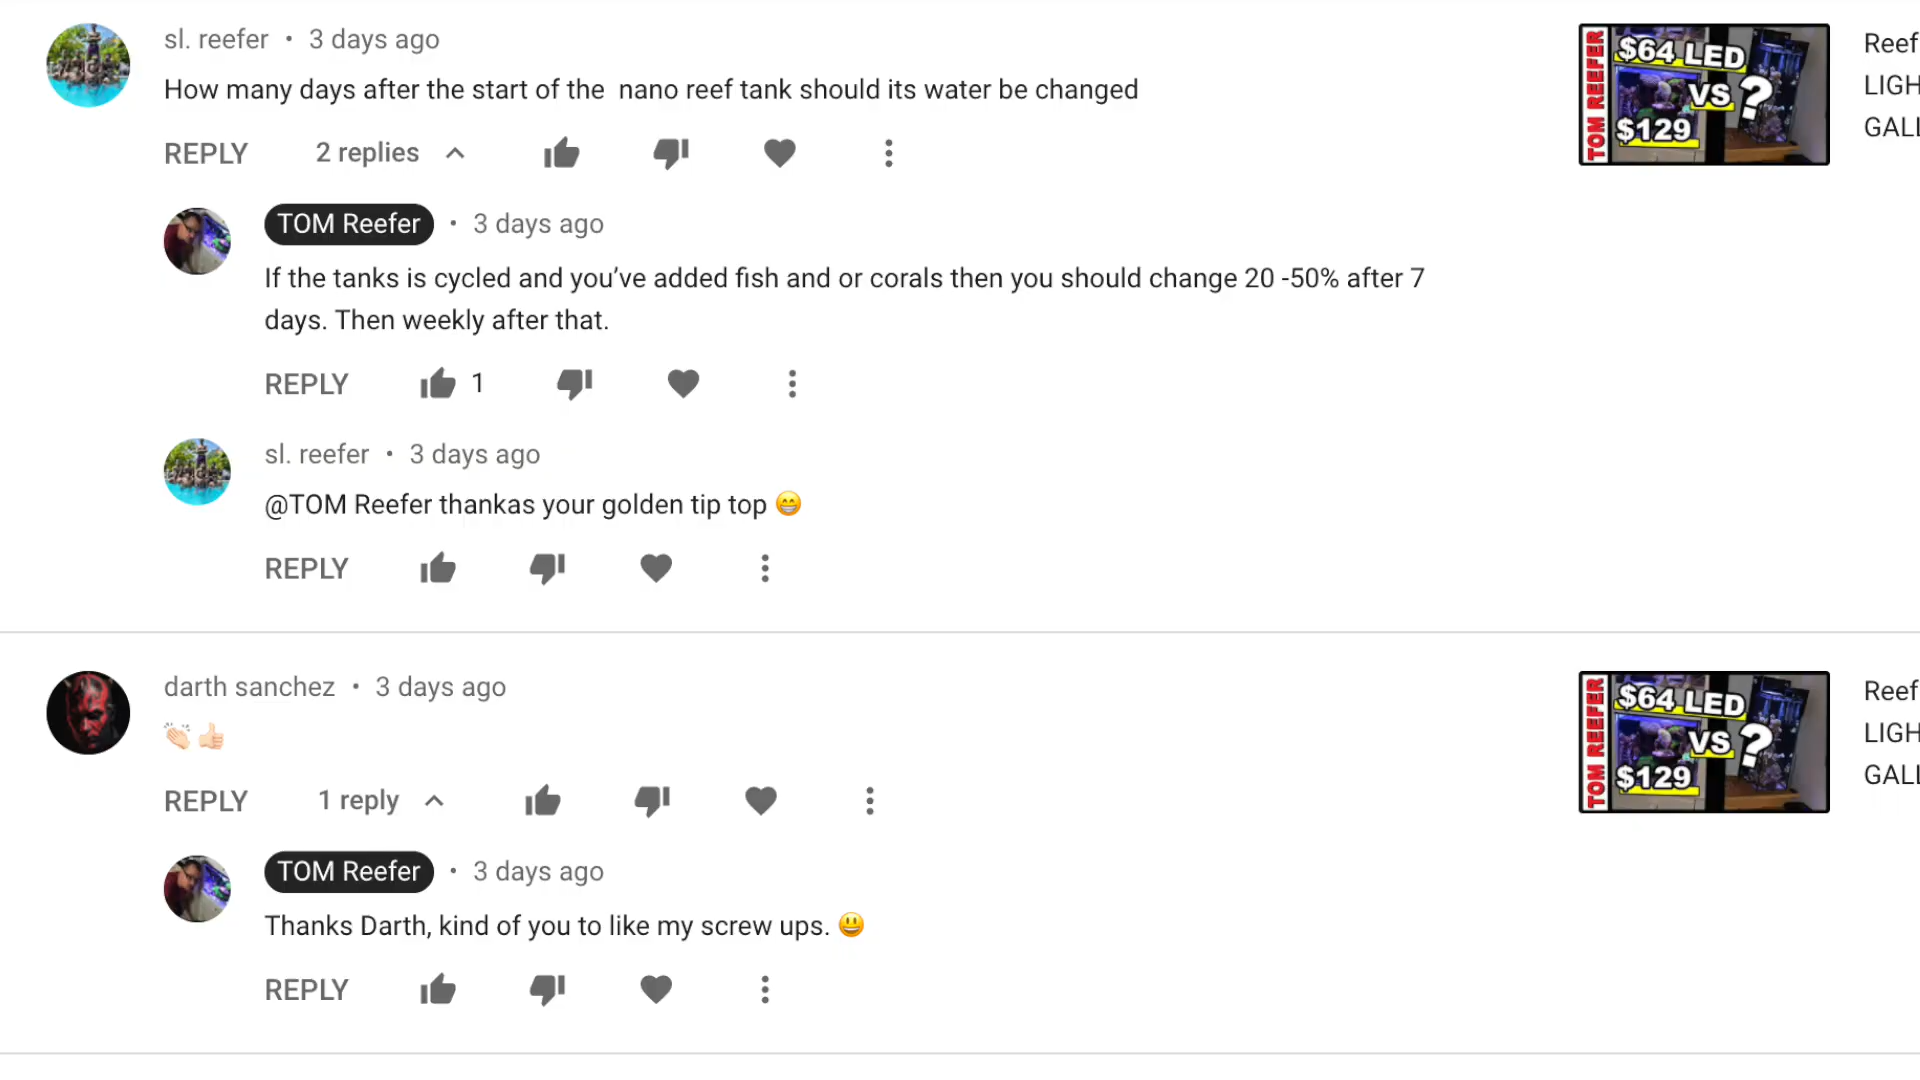 sl. reefer • 3 days ago
How many days after the start of the nano reef tank should its water be changed
REPLY 2 replies
TOM Reefer • 3 days ago
If the tanks is cycled and you’ve added fish and or corals then you should change 20 -50% after 7
days. Then weekly after that.
REPLY 1
sl. reefer • 3 days ago
@TOM Reefer thankas your golden tip top 😁
REPLY
TOM REEFER
$64 LED
VS ?
$129
Reef
LIGH
GALL
darth sanchez • 3 days ago
👏🏻👍🏻
REPLY 1 reply
TOM Reefer • 3 days ago
Thanks Darth, kind of you to like my screw ups. 😃
REPLY
TOM REEFER
$64 LED
VS ?
$129
Reef
LIGH
GALL